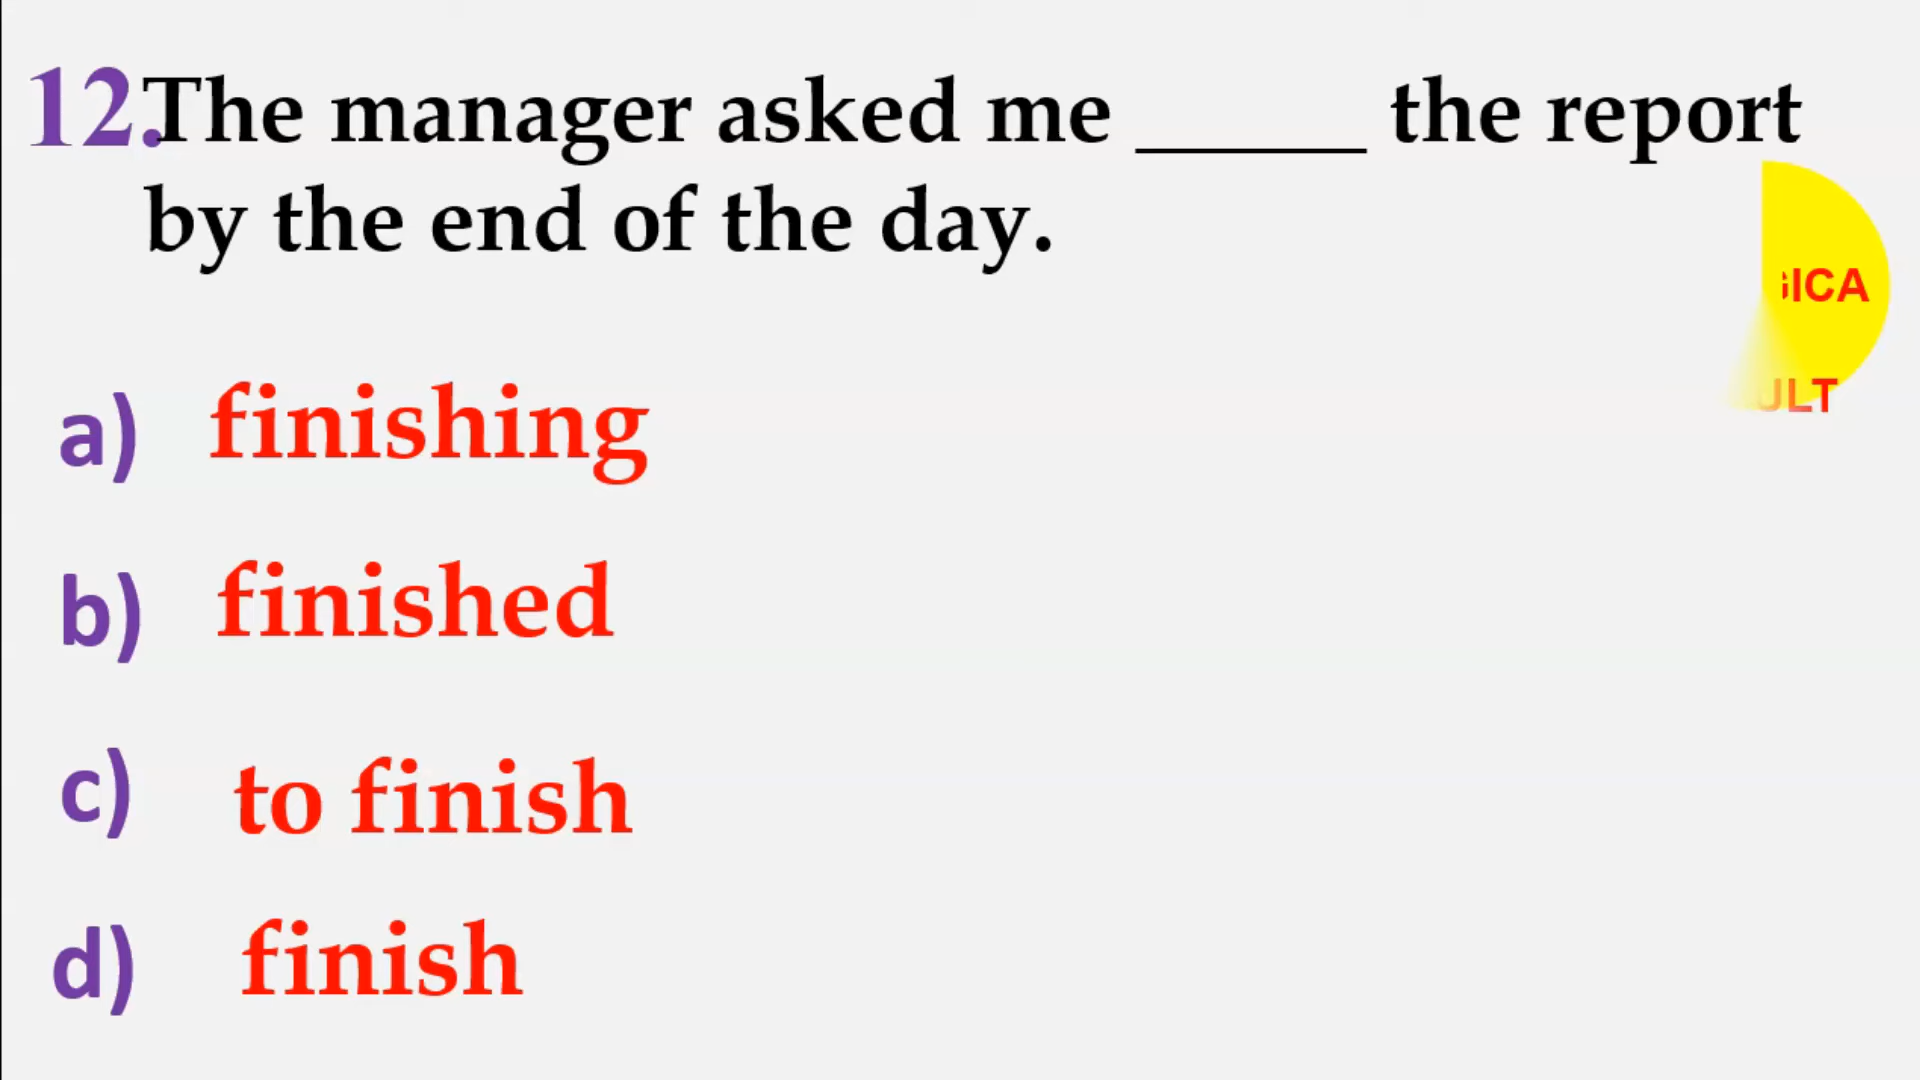 12. The manager asked me ______ the report
by the end of the day.
a) finishing
b) finished
c) to finish
d) finish